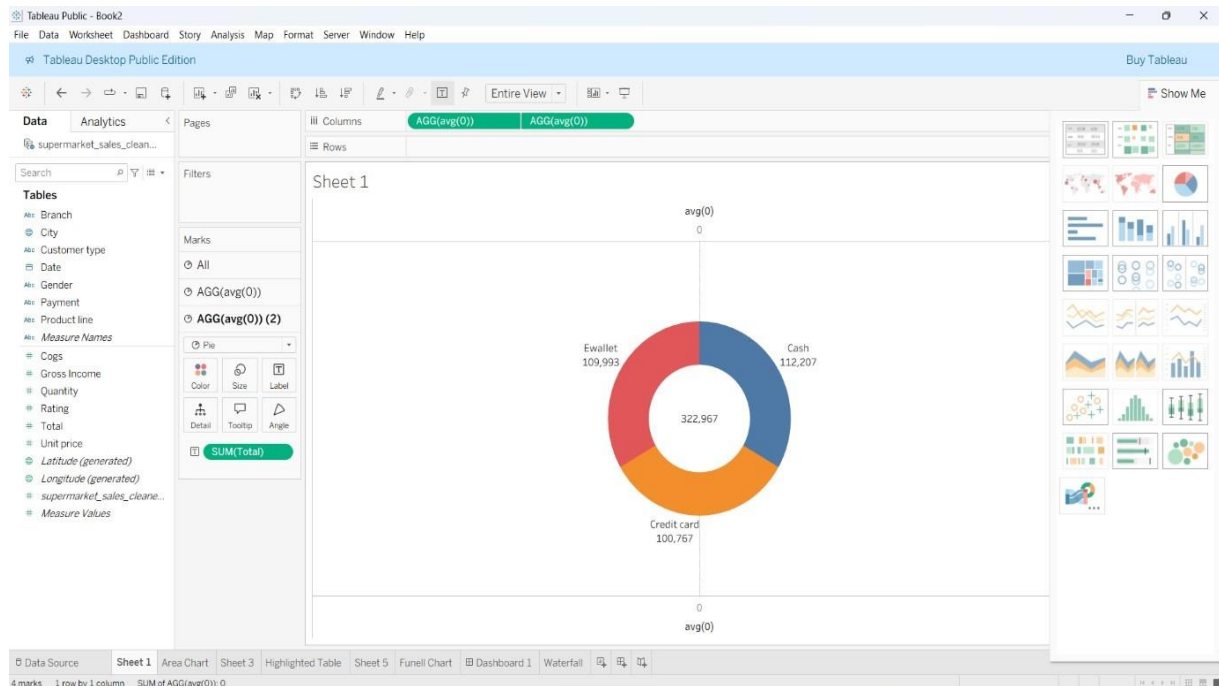 Tableau Public - Book2
File Data Worksheet Dashboard Story Analysis Map Format Server Window Help
Tableau Desktop Public Edition
Buy Tableau
Entire View
Show Me
Data
Analytics
Pages
iii Columns
AGG(avg(0))
AGG(avg(0))
supermarket_sales_clean...
Rows
Search
Filters
Sheet 1
Tables
Abc Branch
City
Abc Customer type
Date
Abc Gender
Abc Payment
Abc Product line
Abc Measure Names
# Cogs
# Gross Income
# Quantity
# Rating
# Total
# Unit price
Latitude (generated)
Longitude (generated)
# supermarket_sales_cleane...
# Measure Values
Marks
All
AGG(avg(0))
AGG(avg(0)) (2)
Pie
Color Size Label
Detail Tooltip Angle
SUM(Total)
avg(0)
0
Ewallet
109,993
Cash
112,207
322,967
Credit card
100,767
0
avg(0)
Data Source Sheet 1 Area Chart Sheet 3 Highlighted Table Sheet 5 Funell Chart Dashboard 1 Waterfall
4 marks 1 row by 1 column SUM of AGG(avg(0)): 0